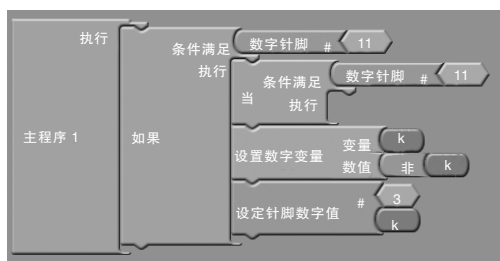 执行
条件满足 数字针脚 # 11
执行
当 条件满足 数字针脚 # 11
执行
主程序 1 如果
设置数字变量 变量 k
数值 非 k
设定针脚数字值 # 3
k